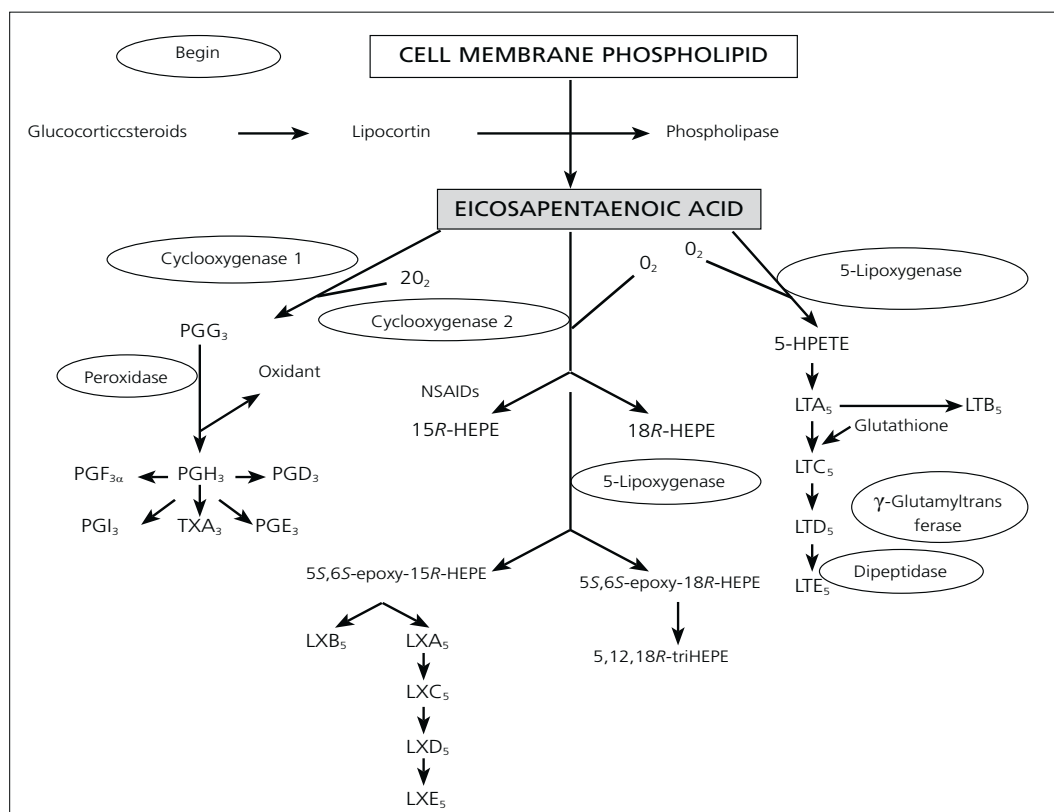 Begin
CELL MEMBRANE PHOSPHOLIPID
Glucocorticcsteroids
Lipocortin
Phospholipase
EICOSAPENTAENOIC ACID
Cyclooxygenase 1
2O₂
O₂
O₂
5-Lipoxygenase
Cyclooxygenase 2
PGG₃
5-HPETE
Peroxidase
Oxidant
NSAIDs
15R-HEPE
18R-HEPE
LTA₅
LTB₅
Glutathione
LTC₅
PGF₃α
PGH₃
PGD₃
5-Lipoxygenase
γ-Glutamyltrans
ferase
PGI₃
TXA₃
PGE₃
LTD₅
5S,6S-epoxy-15R-HEPE
5S,6S-epoxy-18R-HEPE
LTE₅
Dipeptidase
LXB₅
LXA₅
5,12,18R-triHEPE
LXC₅
LXD₅
LXE₅